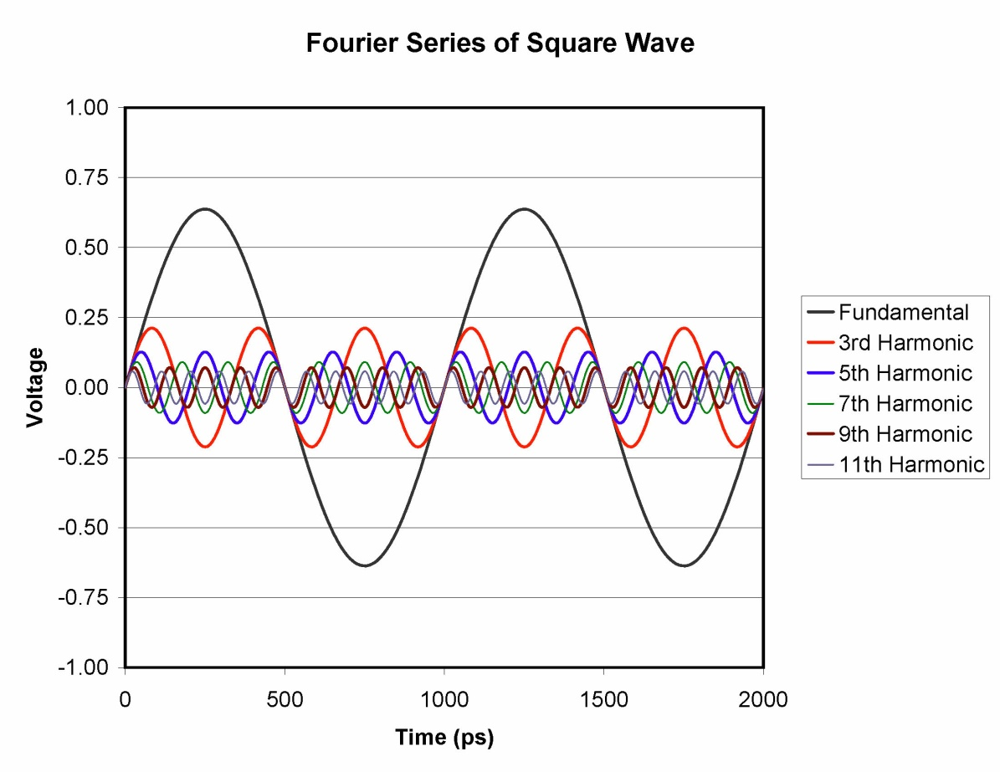 Fourier Series of Square Wave
1.00
0.75
0.50
0.25
0.00
-0.25
-0.50
-0.75
-1.00
Voltage
0 500 1000 1500 2000
Time (ps)
Fundamental
3rd Harmonic
5th Harmonic
7th Harmonic
9th Harmonic
11th Harmonic